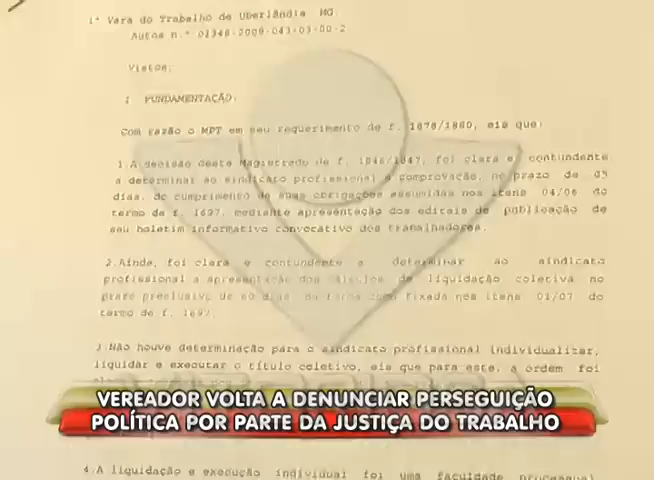 1ª Vara do Trabalho de Uberlândia MG.
Autos n.º 01348-2009-043-03-00-2
Vistos.
1 FUNDAMENTAÇÃO.
Com razão o MPT em seu requerimento de f. 1878/1880, eis que:
1.A decisão deste Magistrado de f. 1846/1847, foi clara e contundente
a determinar ao sindicato profissional a comprovação, no prazo de 05
dias, do cumprimento de suas obrigações assumidas nos itens 04/06 do
termo de f. 1697, mediante apresentação dos editais de publicação de
seu boletim informativo convocativo dos trabalhadores.
2.Ainda, foi clara e contundente a determinar ao sindicato
profissional a apresentação dos cálculos de liquidação coletiva no
prazo preclusivo de 60 dias, da forma como fixada nos itens 01/07 do
termo de f. 1697.
3.Não houve determinação para o sindicato profissional individualizar,
liquidar e executar o título coletivo, eis que para este, a ordem foi
VEREADOR VOLTA A DENUNCIAR PERSEGUIÇÃO
POLÍTICA POR PARTE DA JUSTIÇA DO TRABALHO
4.A liquidação e execução individual foi uma faculdade processual